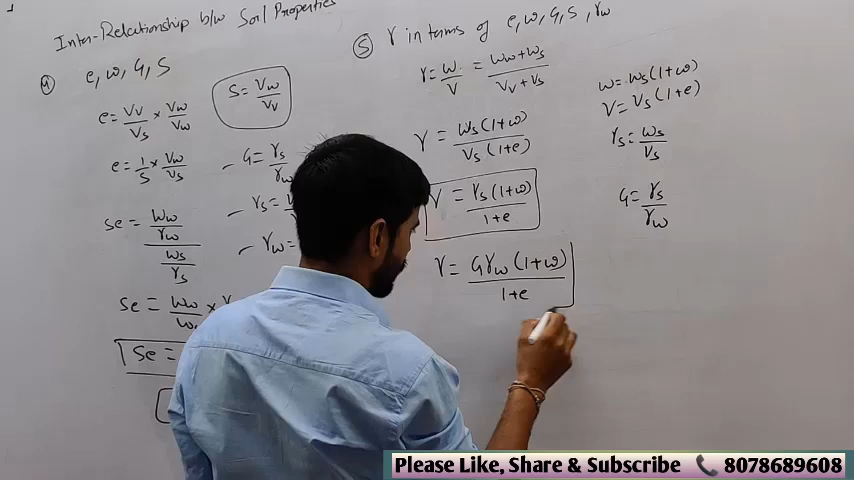 Inter-Relationship b/w Soil Properties
④ e, w, G, S
S = Vw/Vv
e = Vv/Vs × Vw/Vw
e = 1/S × Vw/Vs
G = γs/γw
Se = (Ww/γw)/(Ws/γs)
γs =
γw =
Se = Ww/W ×
Se =
⑤ γ in terms of e, w, G, S, γw
γ = W/V = (Ww + Ws)/(Vv + Vs)
γ = Ws(1+w)/Vs(1+e)
γ = γs(1+w)/1+e
γ = Gγw(1+w)/1+e
W = Ws(1+w)
V = Vs(1+e)
γs = Ws/Vs
G = γs/γw
Please Like, Share & Subscribe 📞 8078689608